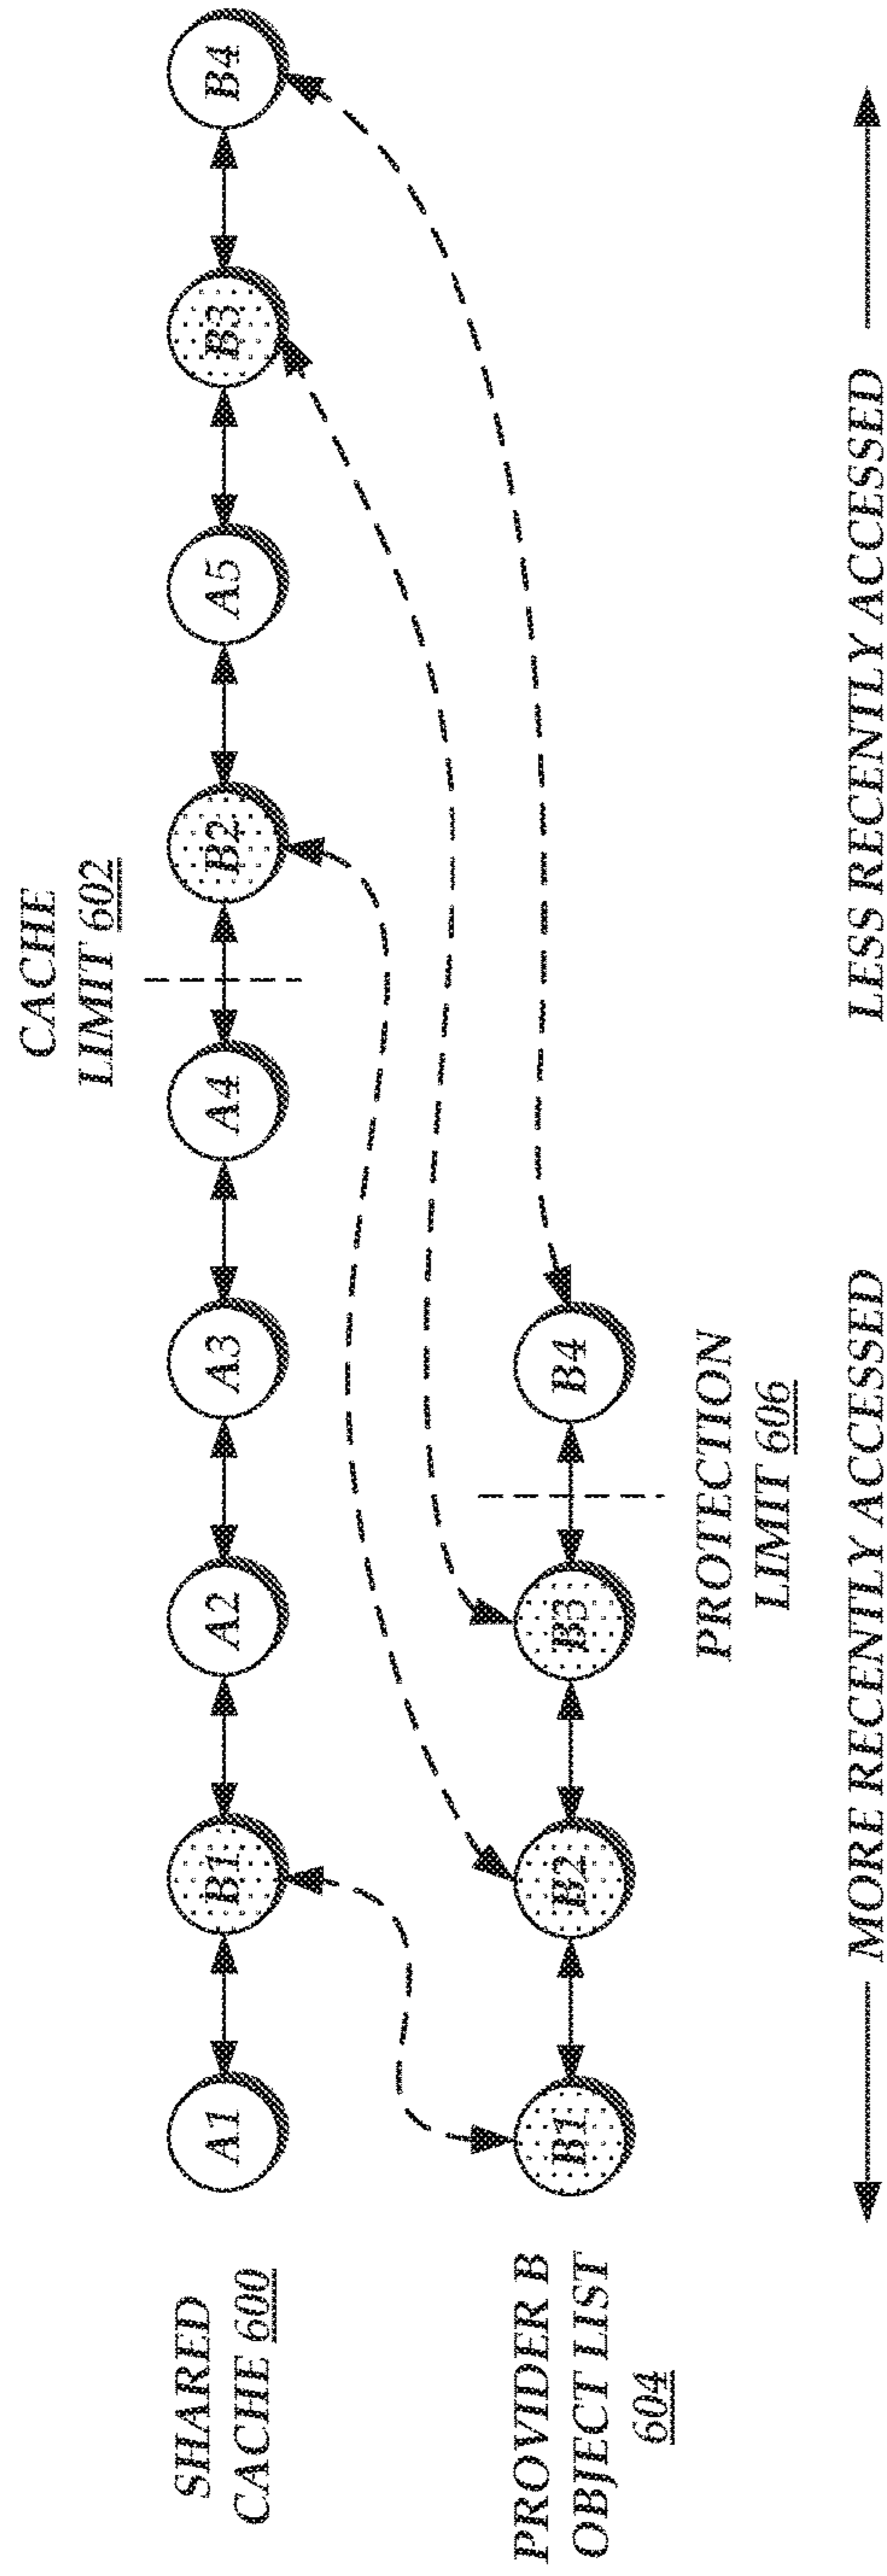 CACHE
LIMIT 602
SHARED
CACHE 600
A1
B1
A2
A3
A4
B2
A5
B3
B4
PROVIDER B
OBJECT LIST
604
B1
B2
B3
B4
PROTECTION
LIMIT 606
MORE RECENTLY ACCESSED
LESS RECENTLY ACCESSED